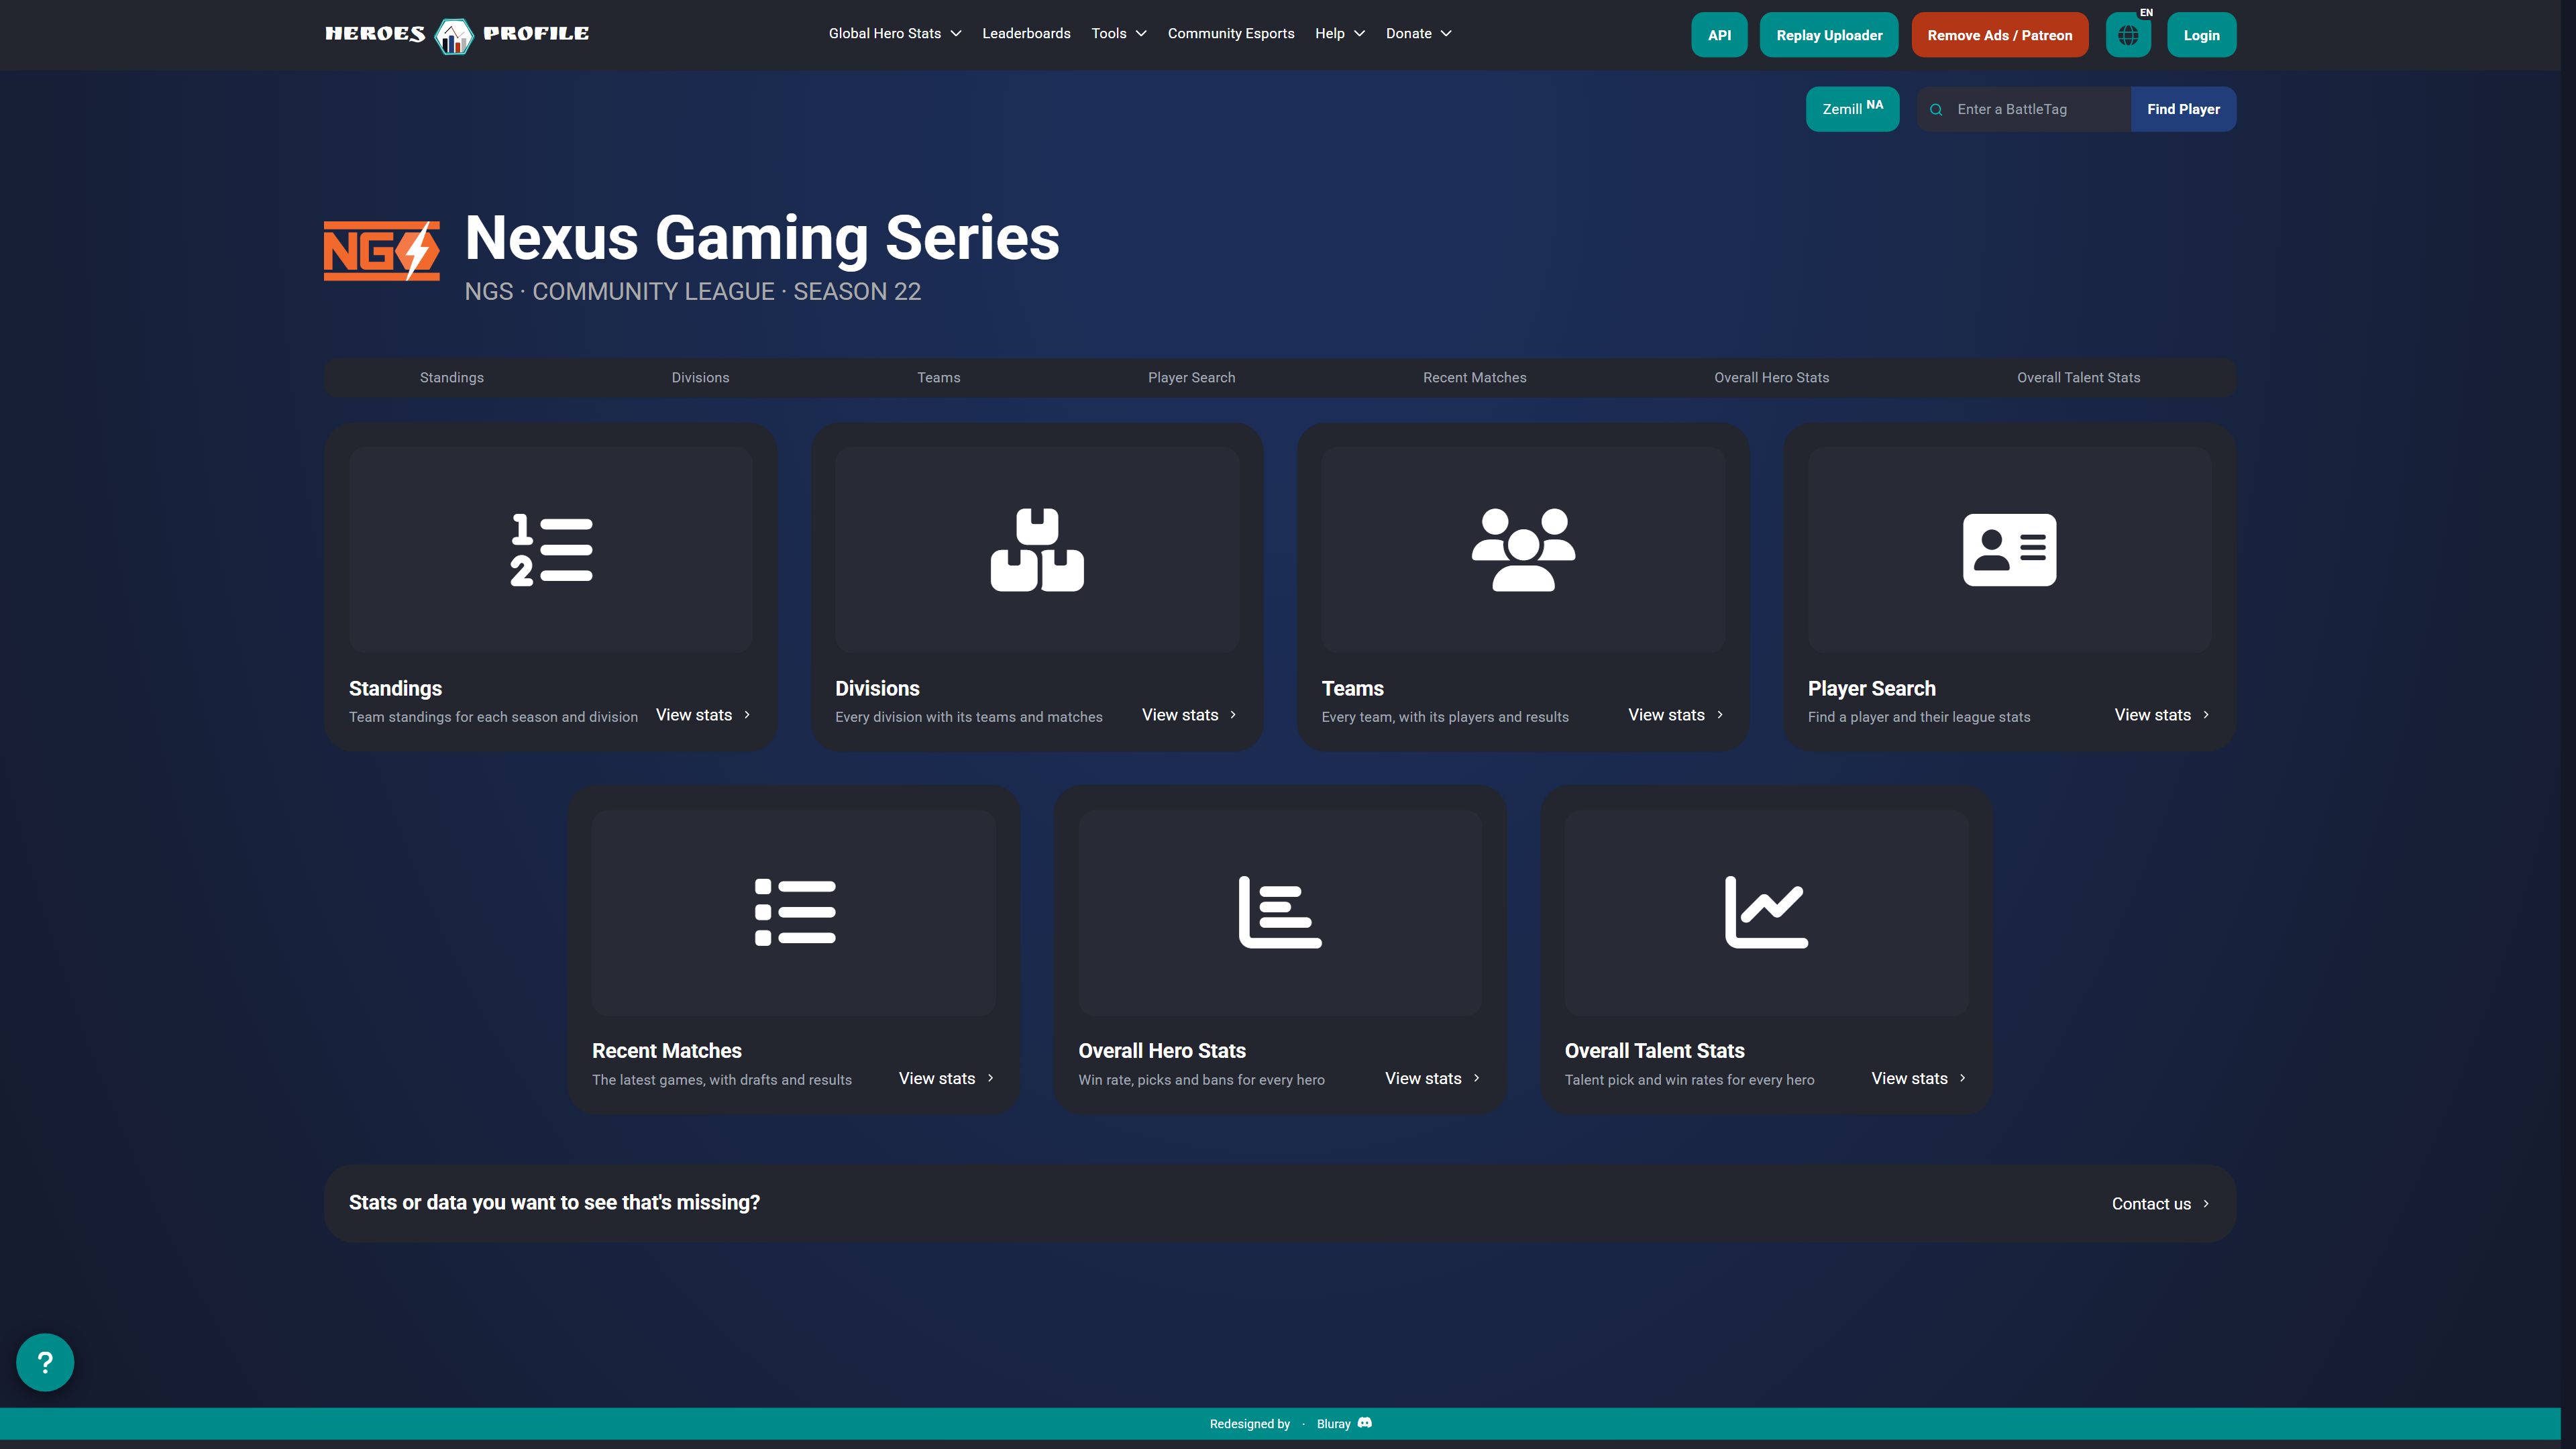 HEROES PROFILE
Global Hero Stats Leaderboards Tools Community Esports Help Donate
API Replay Uploader Remove Ads / Patreon EN Login
Zemill NA Enter a BattleTag Find Player
NGS
Nexus Gaming Series
NGS · COMMUNITY LEAGUE · SEASON 22
Standings Divisions Teams Player Search Recent Matches Overall Hero Stats Overall Talent Stats
1
2
Standings
Team standings for each season and division View stats
Divisions
Every division with its teams and matches View stats
Teams
Every team, with its players and results View stats
Player Search
Find a player and their league stats View stats
Recent Matches
The latest games, with drafts and results View stats
Overall Hero Stats
Win rate, picks and bans for every hero View stats
Overall Talent Stats
Talent pick and win rates for every hero View stats
Stats or data you want to see that's missing? Contact us
?
Redesigned by · Bluray